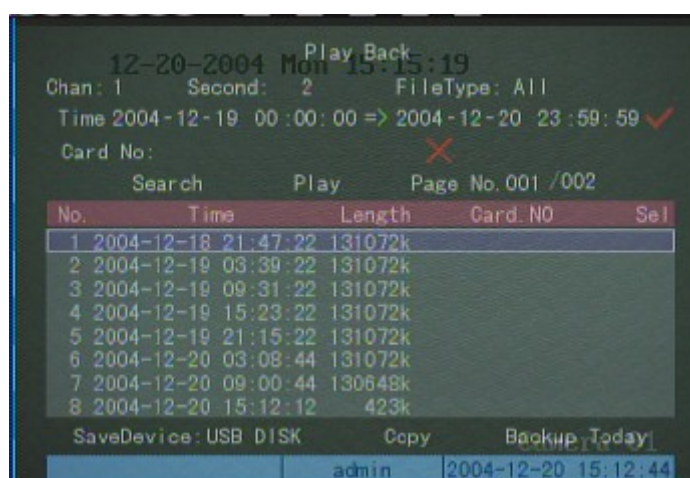 Play Back
12-20-2004 Mon 15:15:19
Chan: 1 Second: 2 FileType: All
Time 2004-12-19 00:00:00 => 2004-12-20 23:59:59
Card No:
Search Play Page No.001 /002
No. Time Length Card.NO Sel
1 2004-12-18 21:47:22 131072k
2 2004-12-19 03:39:22 131072k
3 2004-12-19 09:31:22 131072k
4 2004-12-19 15:23:22 131072k
5 2004-12-19 21:15:22 131072k
6 2004-12-20 03:08:44 131072k
7 2004-12-20 09:00:44 130648k
8 2004-12-20 15:12:12 423k
SaveDevice:USB DISK Copy Backup Today
Camera 01
admin 2004-12-20 15:12:44